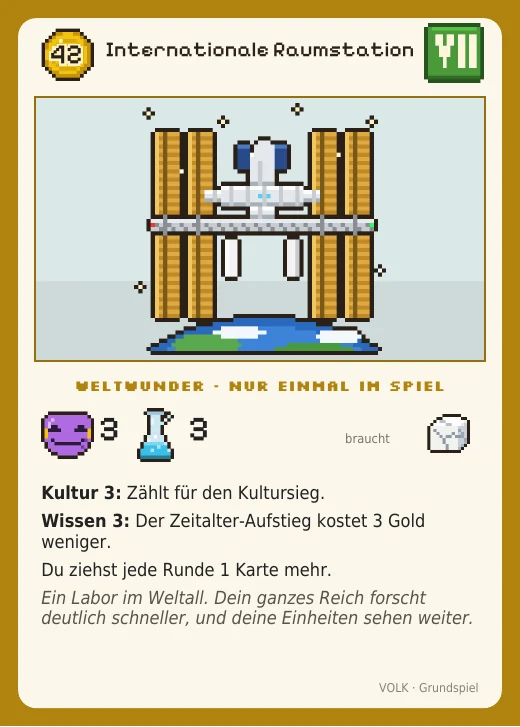 42 Internationale Raumstation VII
WELTWUNDER - NUR EINMAL IM SPIEL
3 3 braucht
Kultur 3: Zählt für den Kultursieg.
Wissen 3: Der Zeitalter-Aufstieg kostet 3 Gold
weniger.
Du ziehst jede Runde 1 Karte mehr.
Ein Labor im Weltall. Dein ganzes Reich forscht
deutlich schneller, und deine Einheiten sehen weiter.
VOLK · Grundspiel